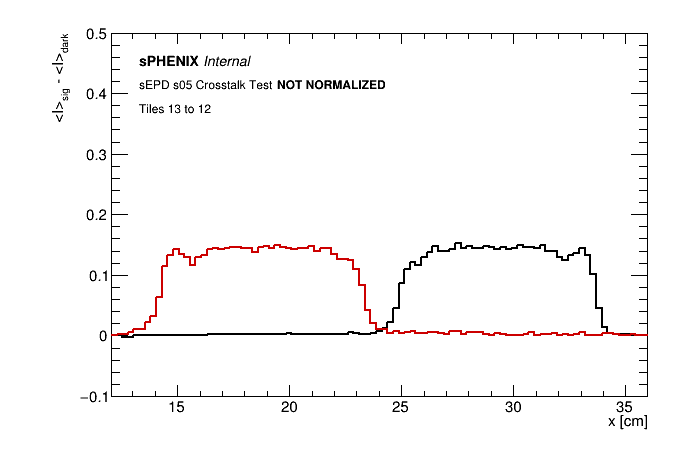 0.5
<I>sig - <I>dark
sPHENIX Internal
sEPD s05 Crosstalk Test NOT NORMALIZED
0.4
Tiles 13 to 12
0.3
0.2
0.1
0
−0.1
15 20 25 30 35
x [cm]